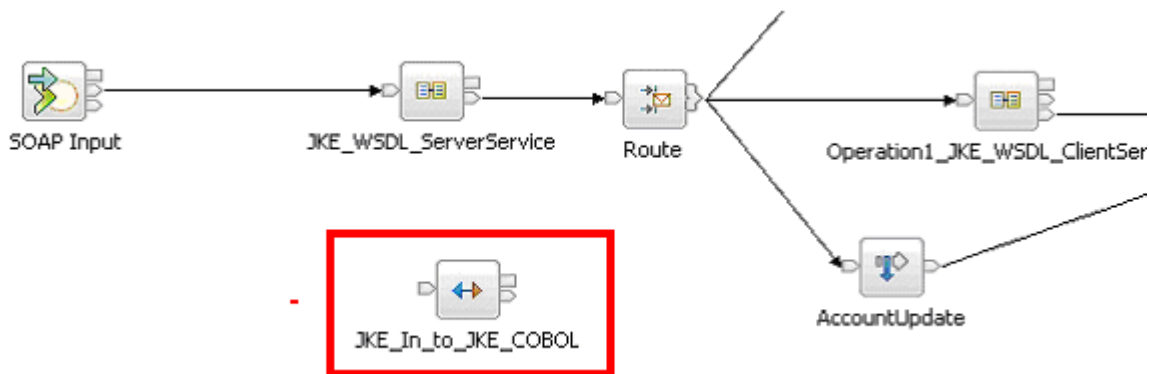 SOAP Input
JKE_WSDL_ServerService
Route
Operation1_JKE_WSDL_ClientSer
JKE_In_to_JKE_COBOL
AccountUpdate